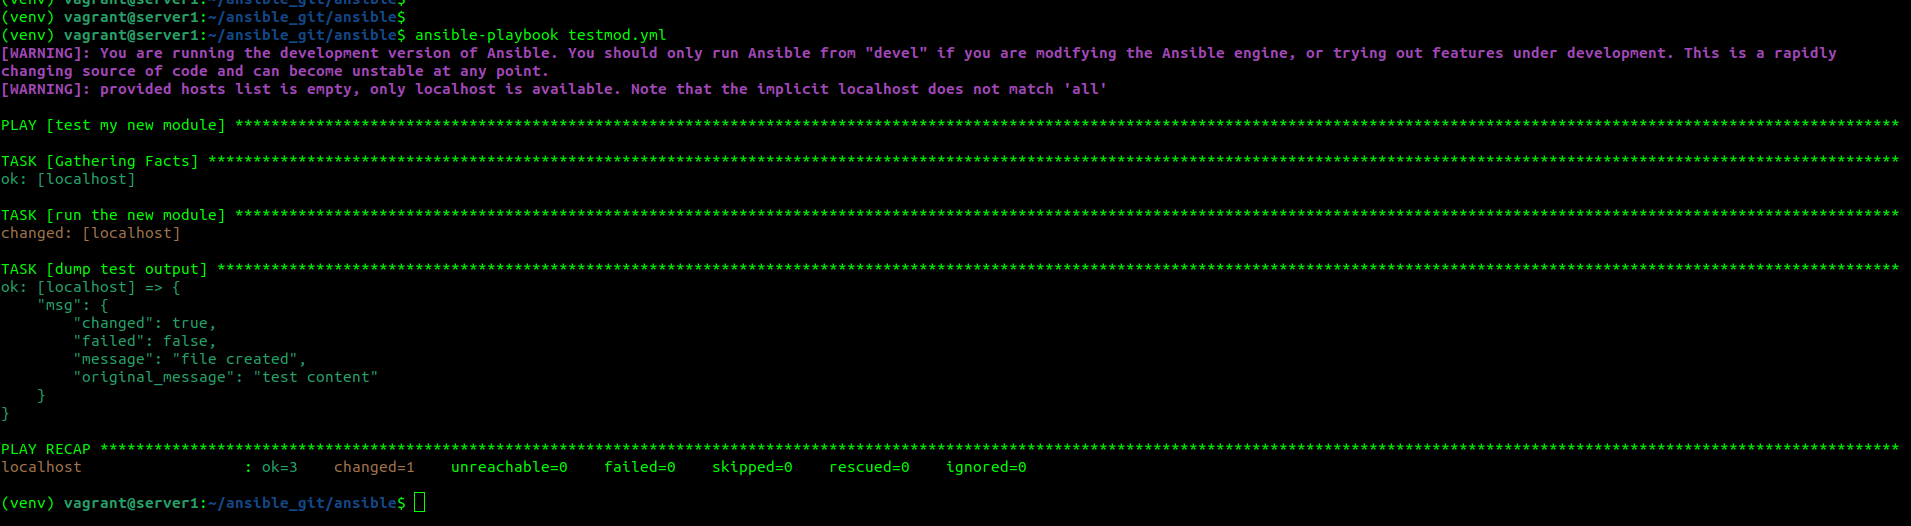 (venv) vagrant@server1:~/ansible_git/ansible$
(venv) vagrant@server1:~/ansible_git/ansible$
(venv) vagrant@server1:~/ansible_git/ansible$ ansible-playbook testmod.yml
[WARNING]: You are running the development version of Ansible. You should only run Ansible from "devel" if you are modifying the Ansible engine, or trying out features under development. This is a rapidly
changing source of code and can become unstable at any point.
[WARNING]: provided hosts list is empty, only localhost is available. Note that the implicit localhost does not match 'all'
PLAY [test my new module] *****************************************************************************************************************************************************************************************
TASK [Gathering Facts] ********************************************************************************************************************************************************************************************
ok: [localhost]
TASK [run the new module] *****************************************************************************************************************************************************************************************
changed: [localhost]
TASK [dump test output] *******************************************************************************************************************************************************************************************
ok: [localhost] => {
    "msg": {
        "changed": true,
        "failed": false,
        "message": "file created",
        "original_message": "test content"
    }
}
PLAY RECAP ********************************************************************************************************************************************************************************************************
localhost                  : ok=3    changed=1    unreachable=0    failed=0    skipped=0    rescued=0    ignored=0
(venv) vagrant@server1:~/ansible_git/ansible$